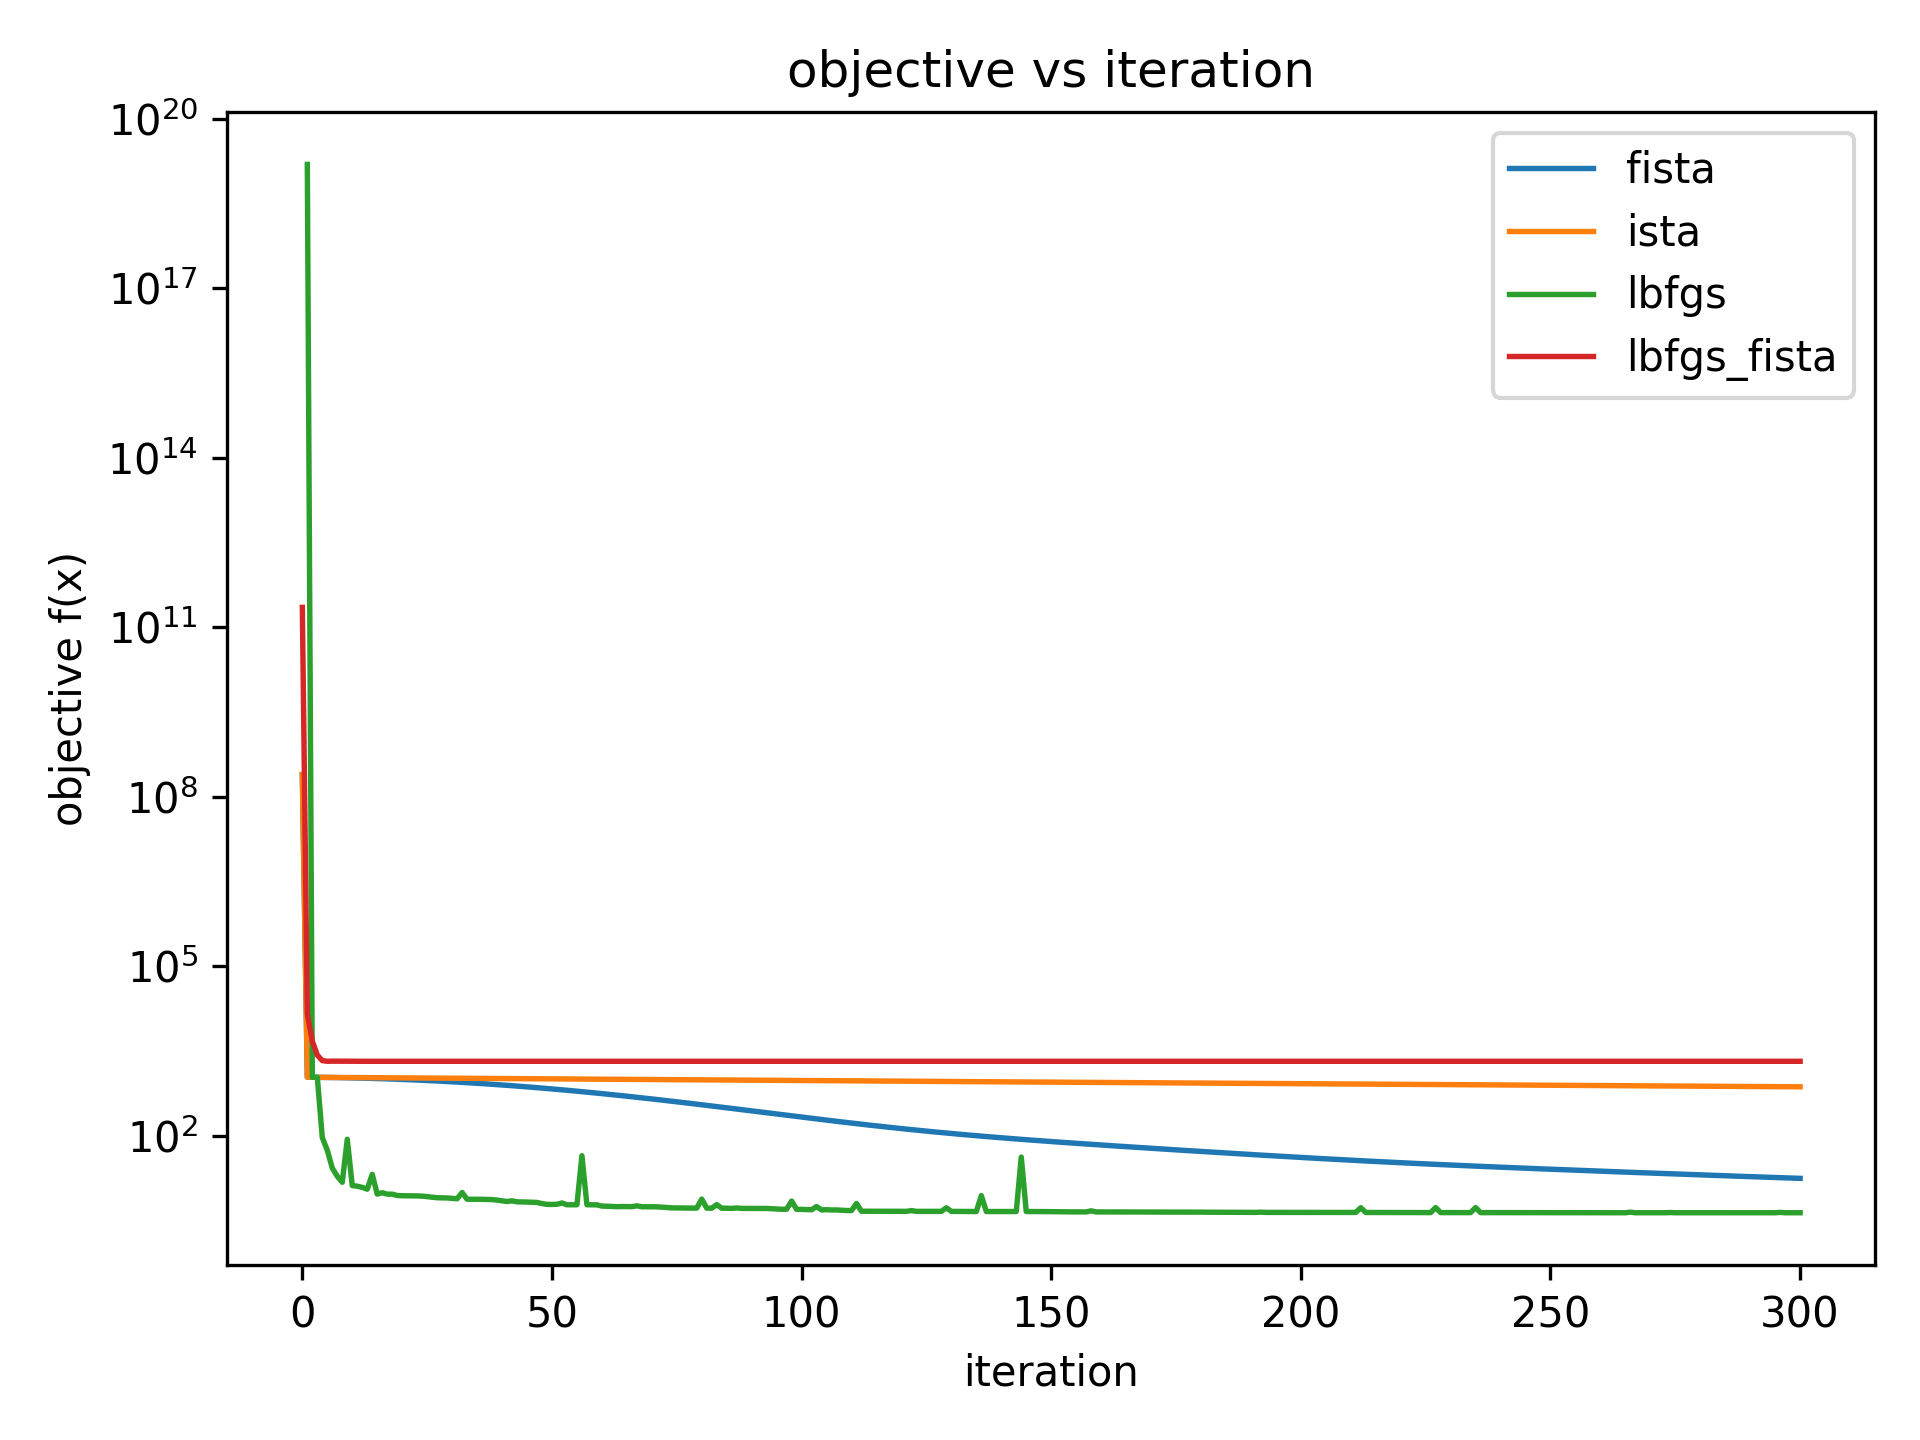 objective vs iteration
10^20
10^17
10^14
10^11
10^8
10^5
10^2
objective f(x)
fista
ista
lbfgs
lbfgs_fista
0 50 100 150 200 250 300
iteration